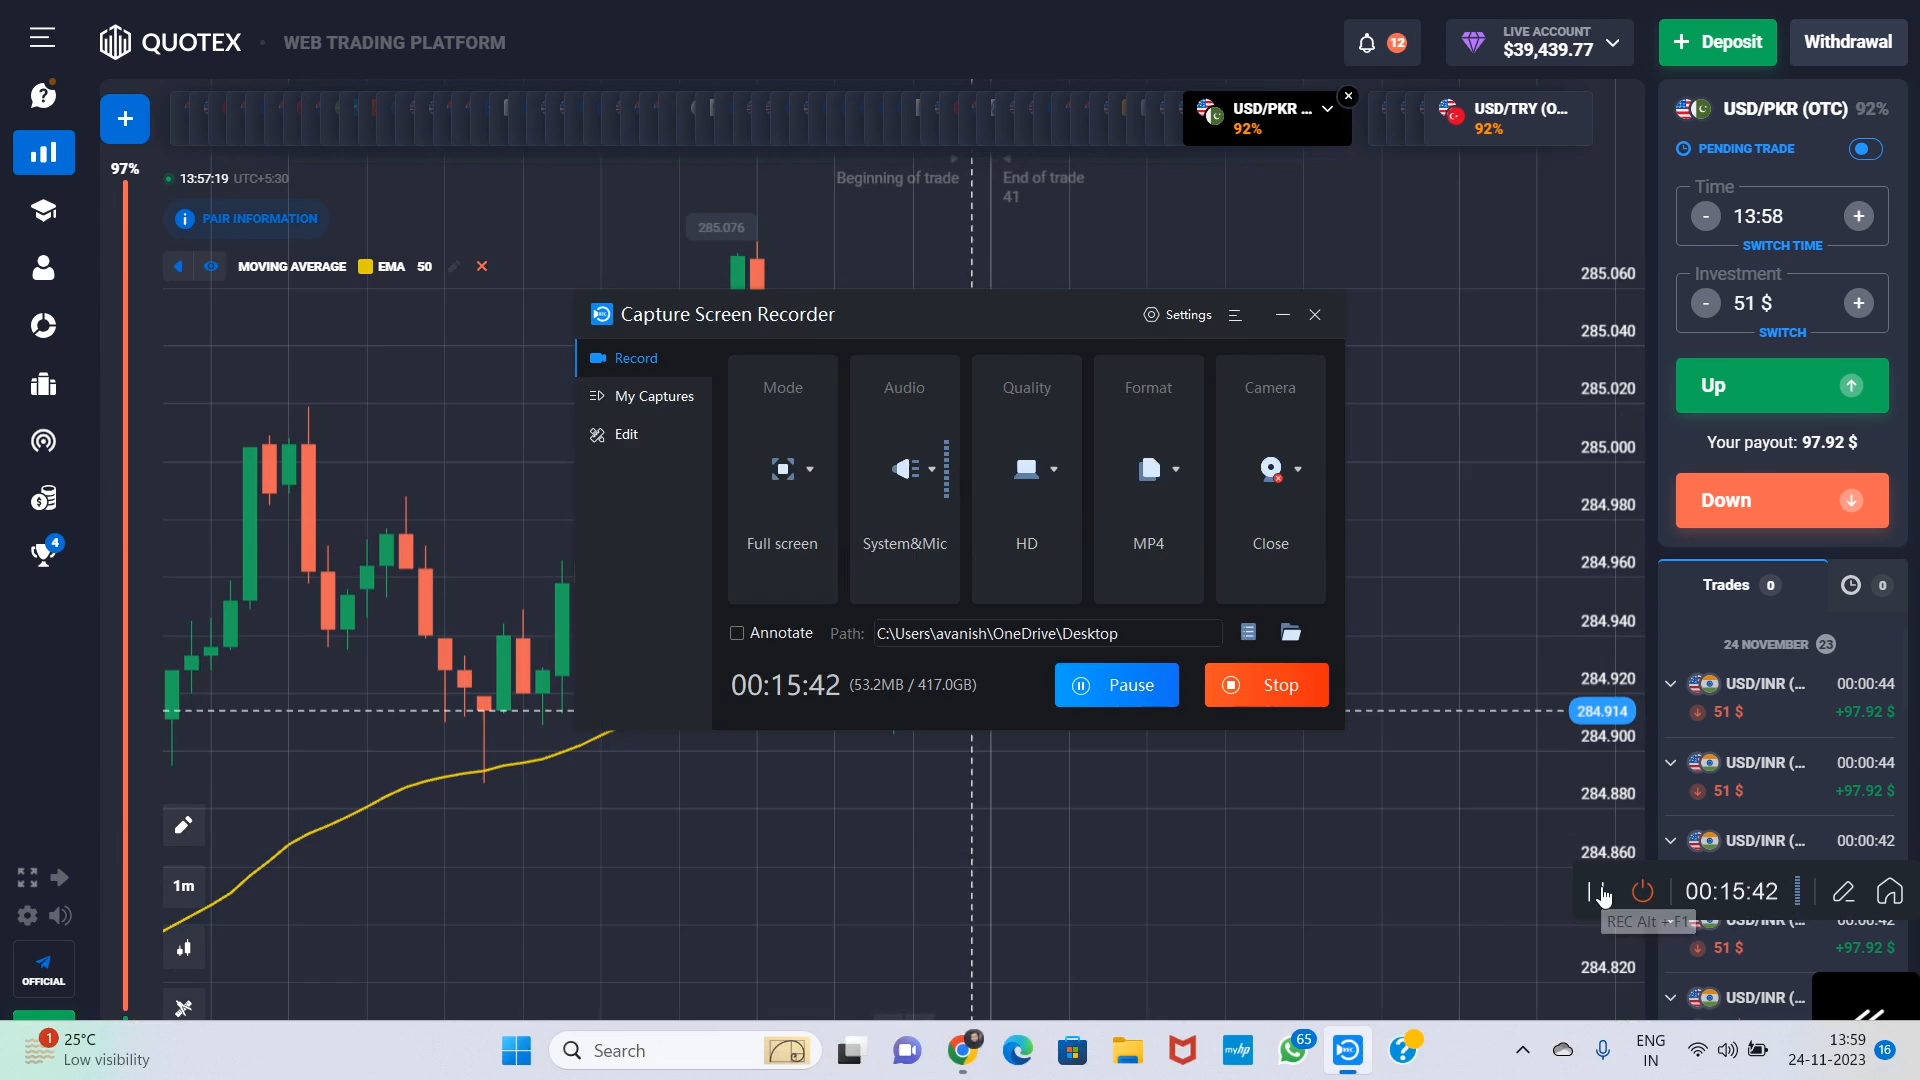 QUOTEX
WEB TRADING PLATFORM
12
LIVE ACCOUNT
$39,439.77
+ Deposit
Withdrawal
+
USD/PKR ...
92%
USD/TRY (O...
92%
USD/PKR (OTC) 92%
97%
13:57:19 UTC+5:30
Beginning of trade
End of trade
41
PENDING TRADE
Time
- 13:58 +
SWITCH TIME
PAIR INFORMATION
285.076
MOVING AVERAGE EMA 50
Investment
- 51 $ +
SWITCH
Up
Your payout: 97.92 $
Down
285.060
285.040
285.020
285.000
284.980
284.960
284.940
284.920
284.914
284.900
284.880
284.860
284.820
Capture Screen Recorder
Settings
Record
My Captures
Edit
Mode
Full screen
Audio
System&Mic
Quality
HD
Format
MP4
Camera
Close
Annotate
Path:
C:\Users\avanish\OneDrive\Desktop
00:15:42 (53.2MB / 417.0GB)
Pause
Stop
Trades 0
0
24 NOVEMBER 23
USD/INR (... 00:00:44
51 $ +97.92 $
USD/INR (... 00:00:44
51 $ +97.92 $
USD/INR (... 00:00:42
00:15:42
REC Alt + F1
51 $ +97.92 $
USD/INR (...
4
1m
OFFICIAL
1
25°C
Low visibility
Search
myhp
65
ENG
IN
13:59
24-11-2023
16